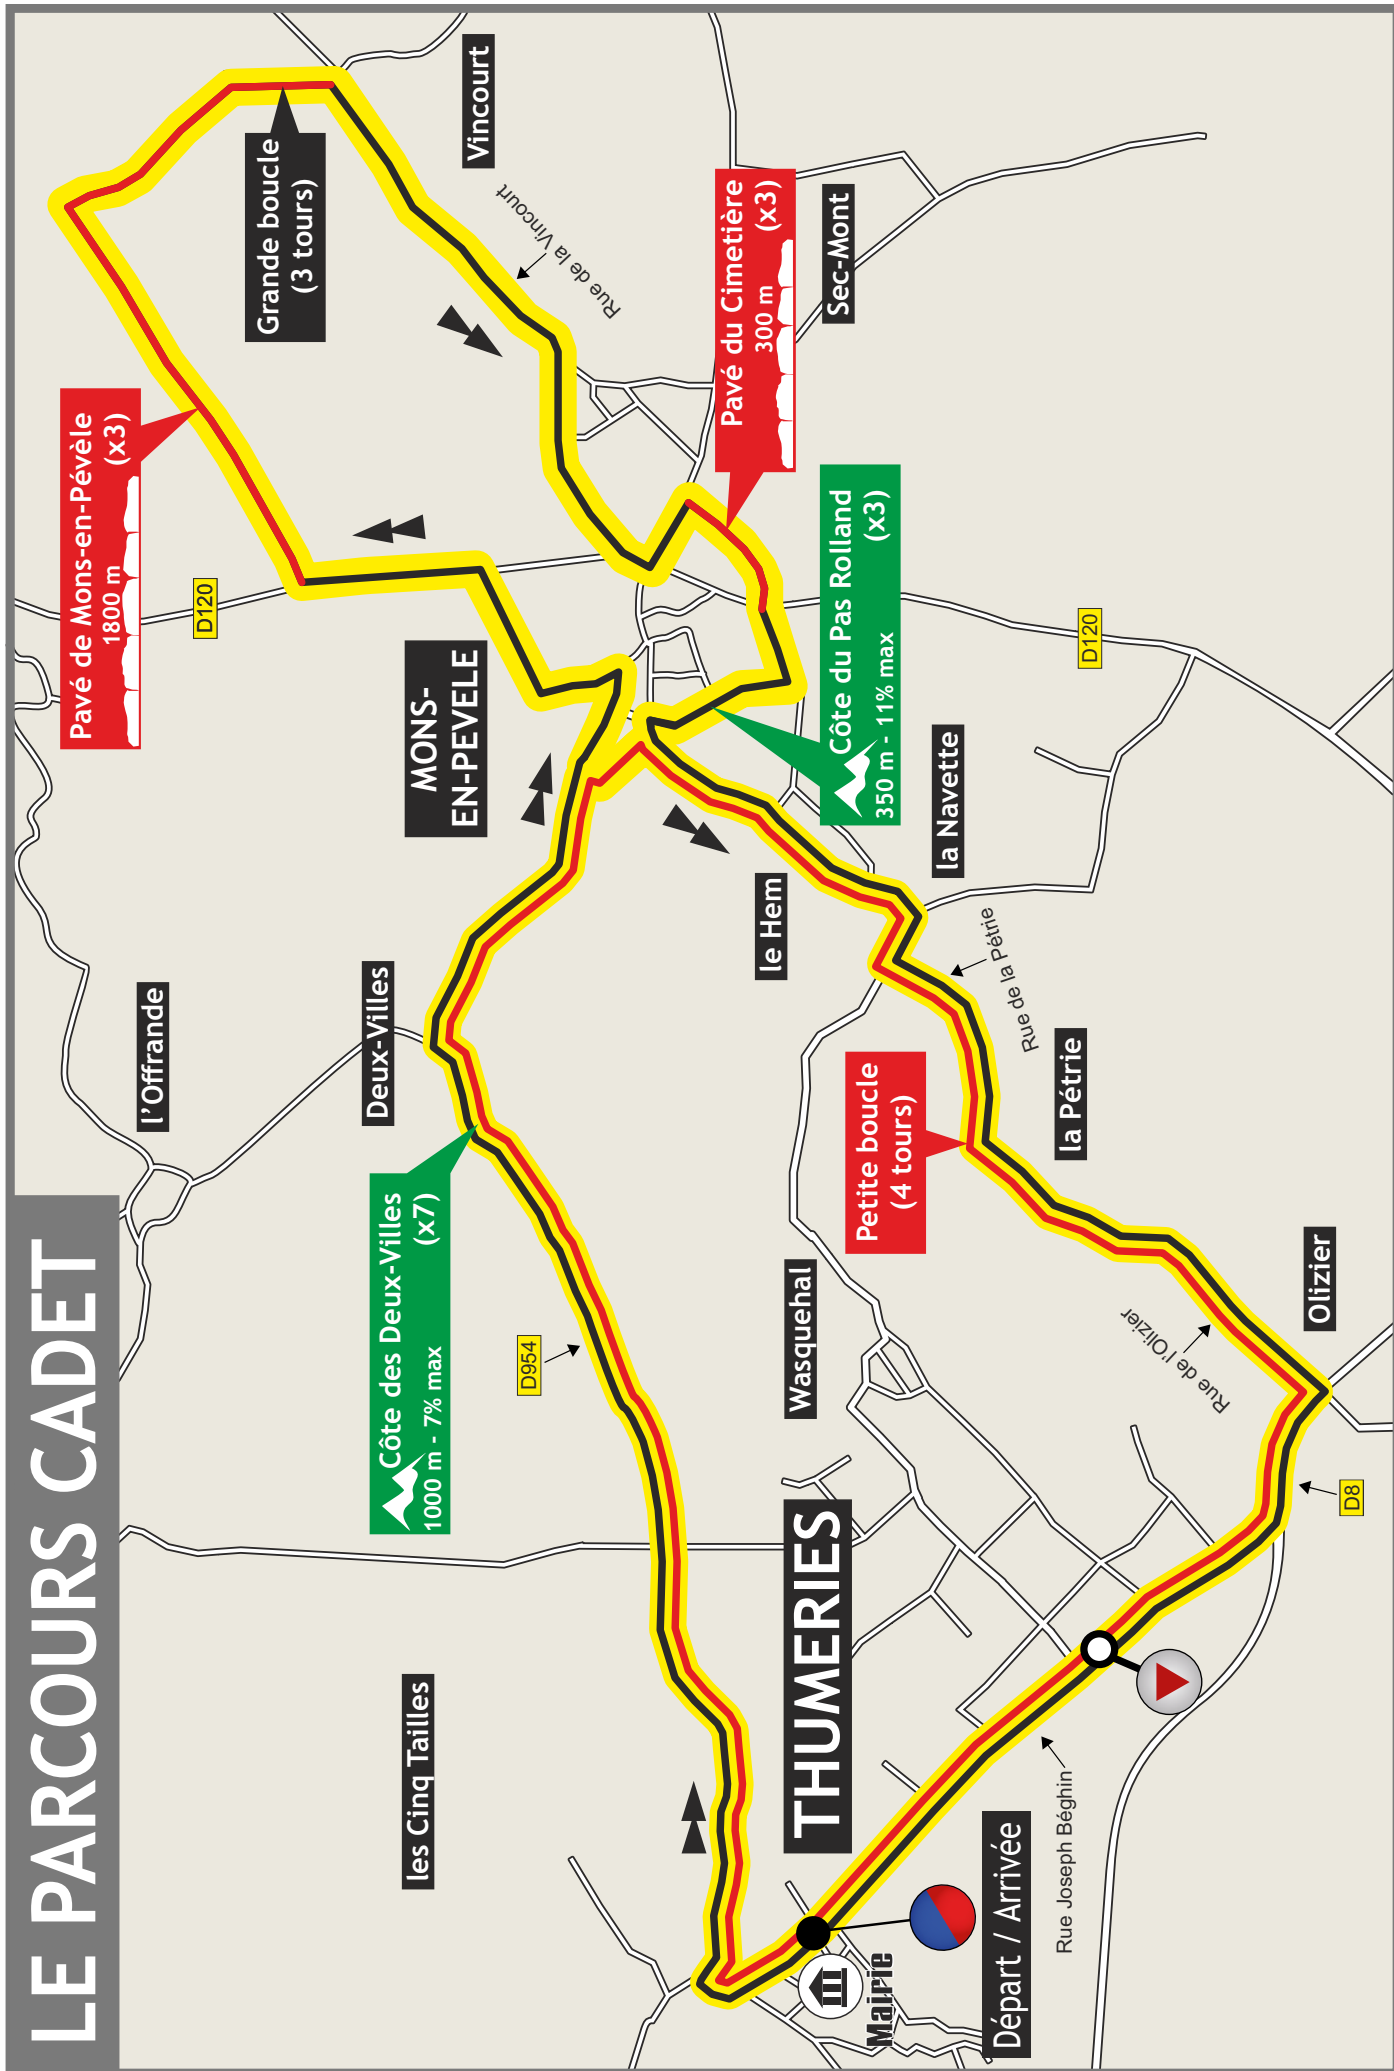 LE PARCOURS CADET
l'Offrande
Pavé de Mons-en-Pévèle
1800 m (x3)
D120
Grande boucle
(3 tours)
les Cinq Tailles
Côte des Deux-Villes
1000 m - 7% max (x7)
Deux-Villes
MONS-
EN-PEVELE
Vincourt
Rue de la Vincourt
D954
THUMERIES
Wasquehal
le Hem
Pavé du Cimetière
300 m (x3)
Sec-Mont
Côte du Pas Rolland
350 m - 11% max (x3)
Petite boucle
(4 tours)
la Navette
Mairie
Départ / Arrivée
Rue Joseph Béghin
Rue de la Pétrie
la Pétrie
D120
Rue de l'Olizier
Olizier
D8